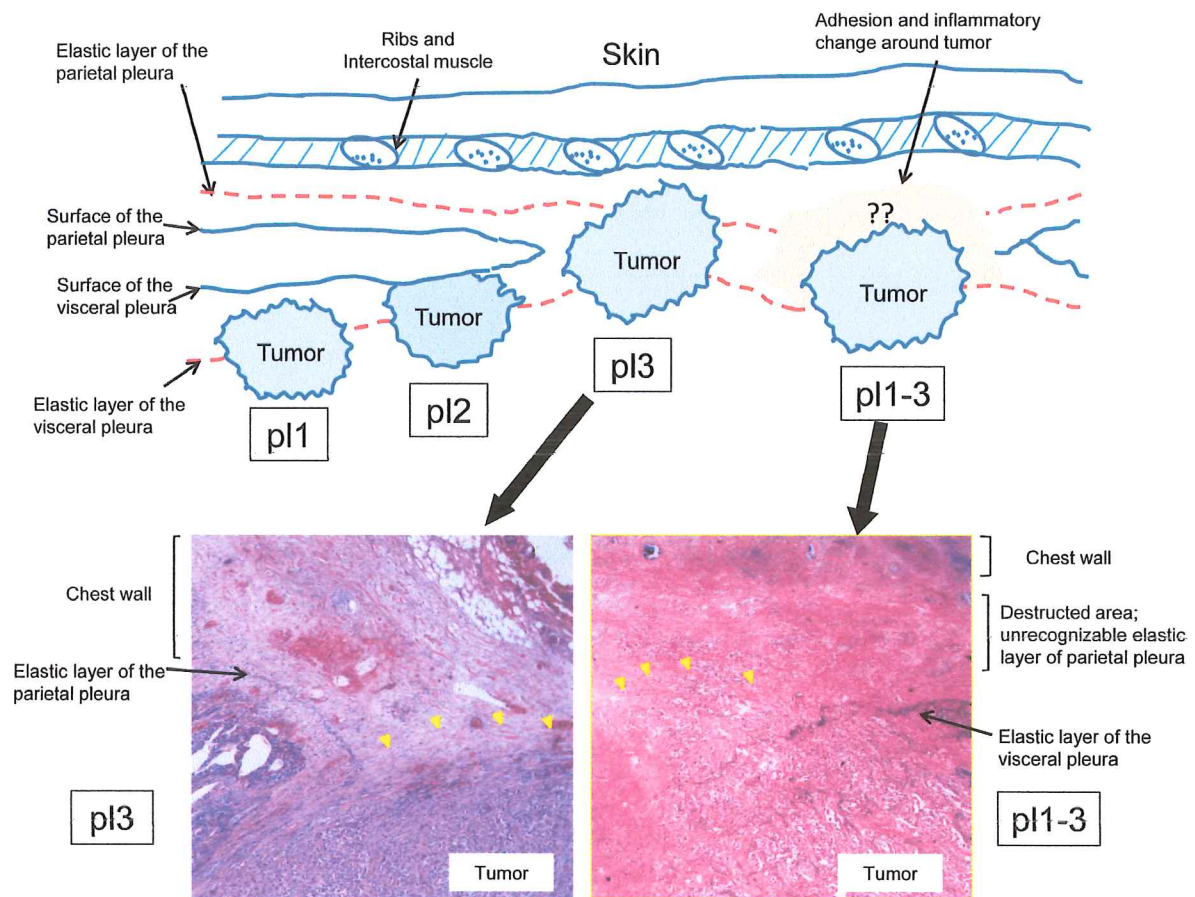 Elastic layer of the
parietal pleura
Ribs and
Intercostal muscle
Skin
Adhesion and inflammatory
change around tumor
Surface of the
parietal pleura
??
Tumor
Tumor
Surface of the
visceral pleura
Tumor
Tumor
Elastic layer of the
visceral pleura
pl1
pl2
pl3
pl1-3
Chest wall
Elastic layer of the
parietal pleura
pl3
Tumor
Chest wall
Destructed area;
unrecognizable elastic
layer of parietal pleura
Elastic layer of the
visceral pleura
pl1-3
Tumor